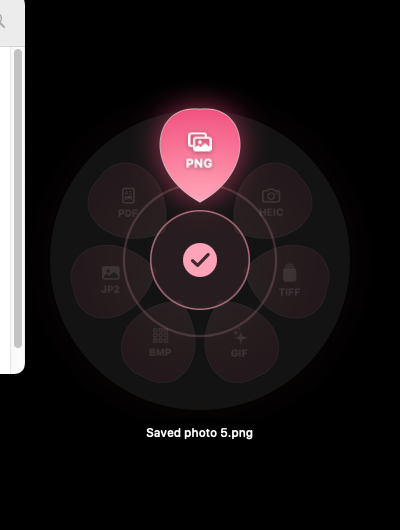 PNG
PDF
HEIC
JP2
TIFF
BMP
GIF
Saved photo 5.png